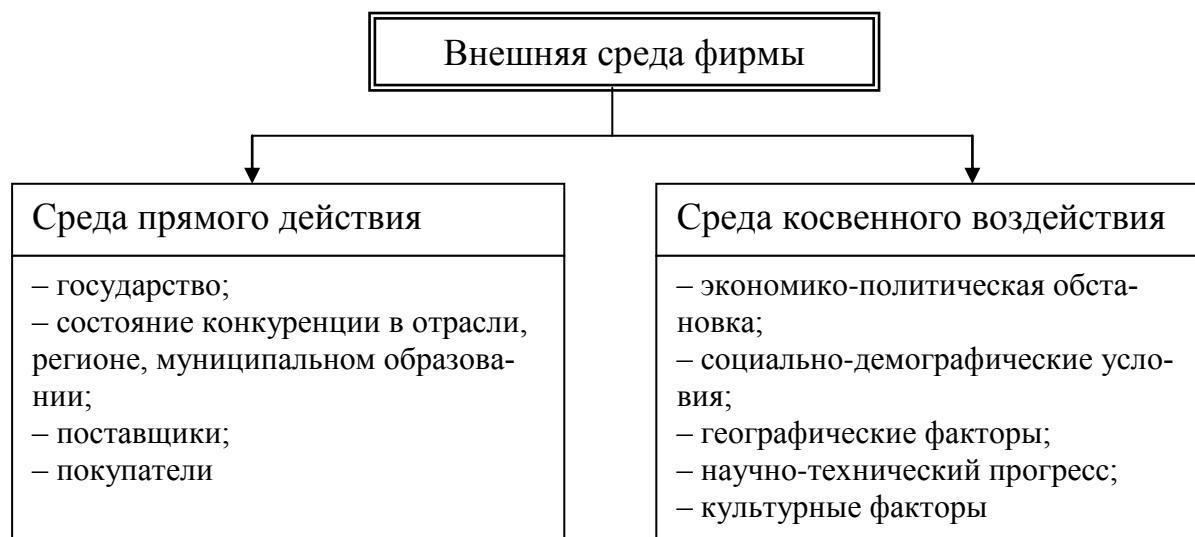 Внешняя среда фирмы
Среда прямого действия
– государство;
– состояние конкуренции в отрасли,
регионе, муниципальном образова-
нии;
– поставщики;
– покупатели
Среда косвенного воздействия
– экономико-политическая обста-
новка;
– социально-демографические усло-
вия;
– географические факторы;
– научно-технический прогресс;
– культурные факторы